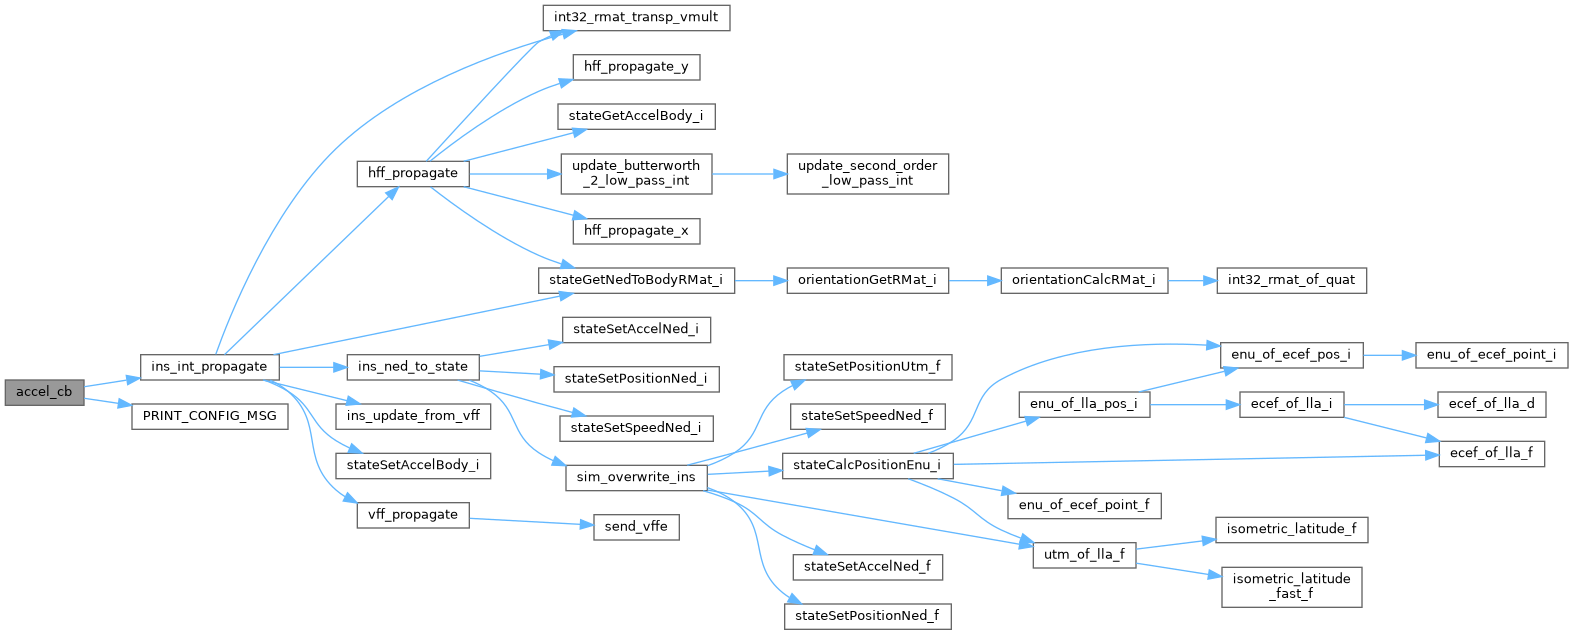 accel_cb
ins_int_propagate
PRINT_CONFIG_MSG
hff_propagate
ins_ned_to_state
ins_update_from_vff
stateSetAccelBody_i
vff_propagate
int32_rmat_transp_vmult
hff_propagate_y
stateGetAccelBody_i
update_butterworth
_2_low_pass_int
hff_propagate_x
stateGetNedToBodyRMat_i
stateSetAccelNed_i
stateSetPositionNed_i
stateSetSpeedNed_i
sim_overwrite_ins
send_vffe
update_second_order
_low_pass_int
orientationGetRMat_i
stateSetPositionUtm_f
stateSetSpeedNed_f
stateCalcPositionEnu_i
stateSetAccelNed_f
stateSetPositionNed_f
orientationCalcRMat_i
enu_of_lla_pos_i
enu_of_ecef_point_f
utm_of_lla_f
int32_rmat_of_quat
enu_of_ecef_pos_i
ecef_of_lla_i
isometric_latitude_f
isometric_latitude
_fast_f
enu_of_ecef_point_i
ecef_of_lla_d
ecef_of_lla_f